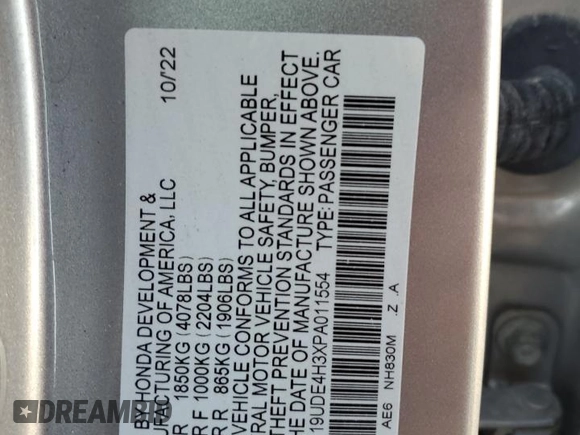 BY HONDA DEVELOPMENT &
UFACTURING OF AMERICA, LLC
10/22
R 1850KG (4078LBS)
R F 1000KG (2204LBS)
R R 865KG (1906LBS)
VEHICLE CONFORMS TO ALL APPLICABLE
RAL MOTOR VEHICLE SAFETY, BUMPER,
THEFT PREVENTION STANDARDS IN EFFECT
HE DATE OF MANUFACTURE SHOWN ABOVE.
19UDE4H3XPA011554 TYPE: PASSENGER CAR
AE6 NH830M .Z .A
DREAMBID